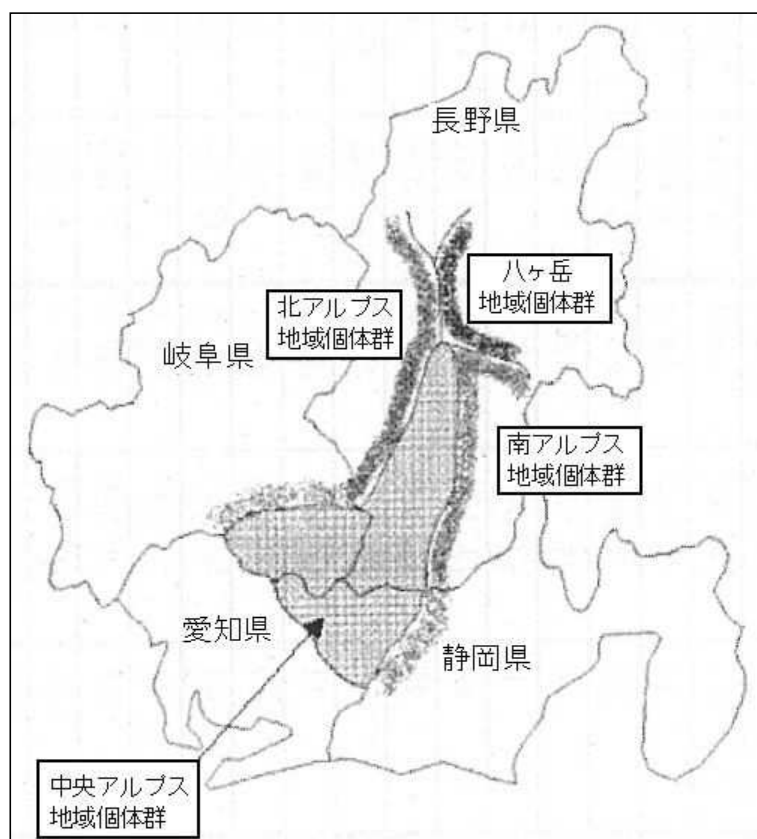 長野県
八ヶ岳
地域個体群
北アルプス
地域個体群
岐阜県
南アルプス
地域個体群
愛知県
静岡県
中央アルプス
地域個体群